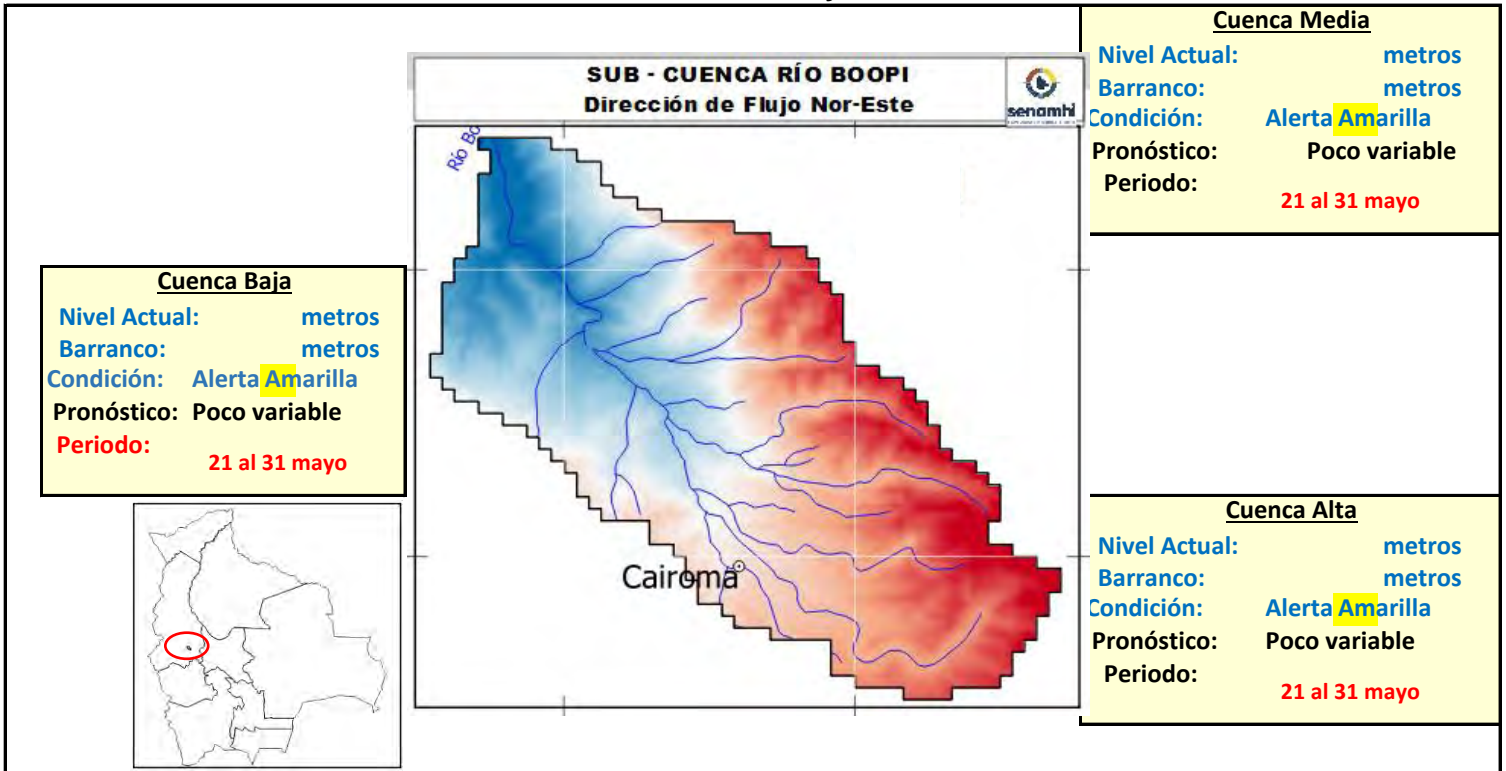 Cuenca Media
Nivel Actual: metros
Barranco: metros
Condición: Alerta Amarilla
Pronóstico: Poco variable
Periodo:
21 al 31 mayo
SUB - CUENCA RÍO BOOPI
Dirección de Flujo Nor-Este
senamhi
Río Bo
Cuenca Baja
Nivel Actual: metros
Barranco: metros
Condición: Alerta Amarilla
Pronóstico: Poco variable
Periodo:
21 al 31 mayo
Cairoma
Cuenca Alta
Nivel Actual: metros
Barranco: metros
Condición: Alerta Amarilla
Pronóstico: Poco variable
Periodo:
21 al 31 mayo